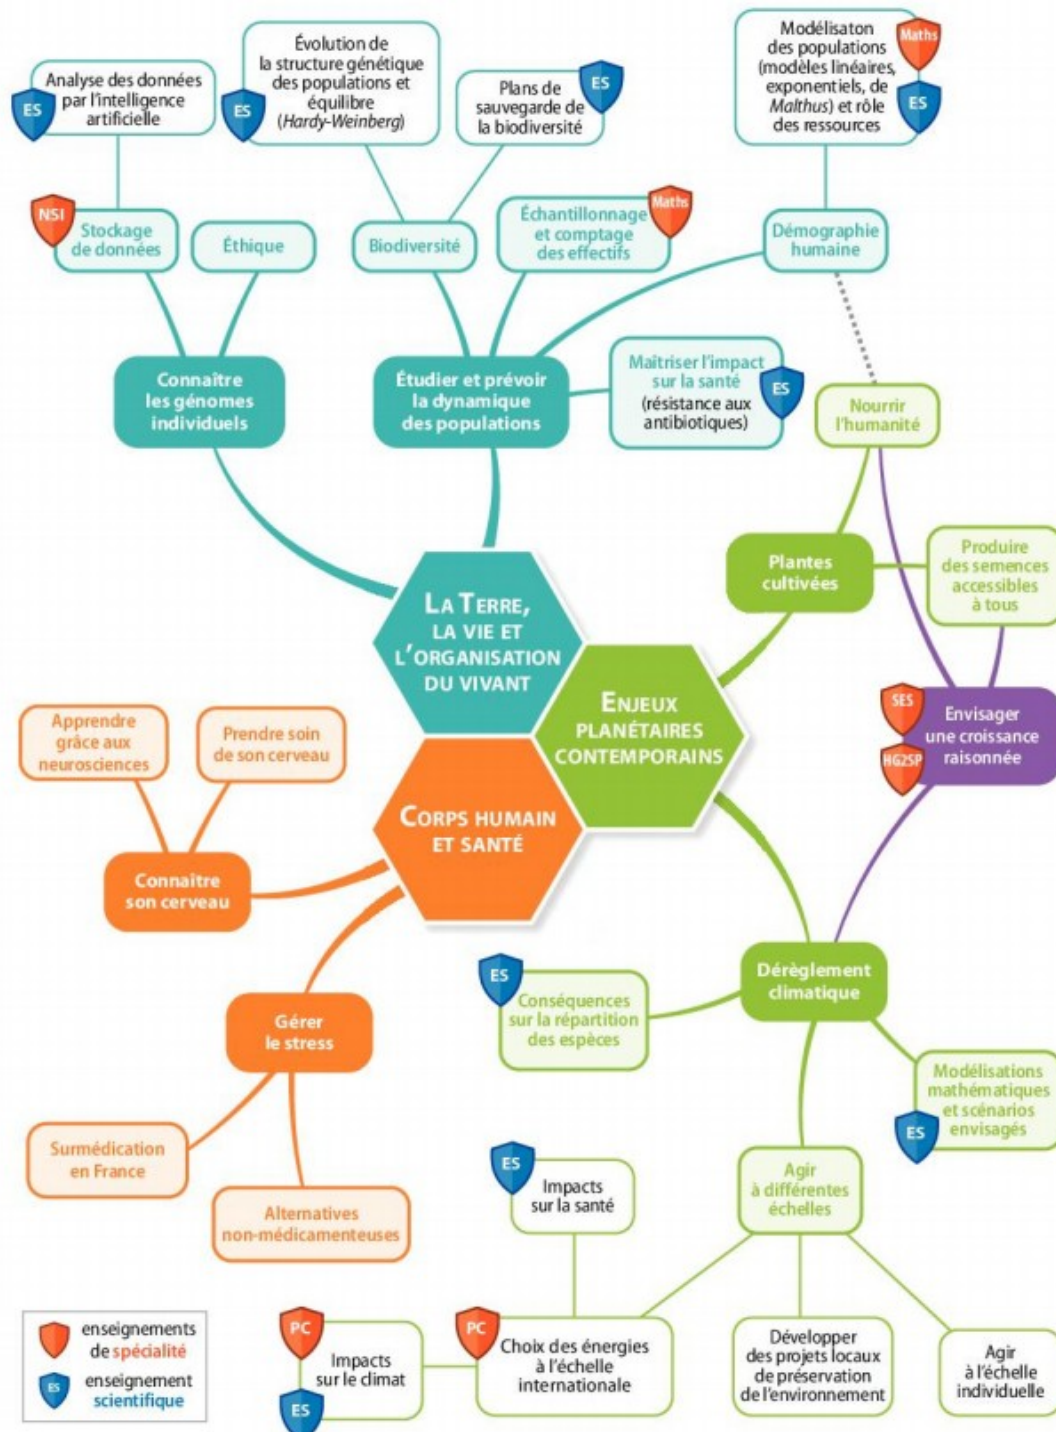 Modélisaton
des populations
(modèles linéaires,
exponentiels, de
Malthus) et rôle
des ressources
Maths
ES
Évolution de
la structure génétique
des populations et
équilibre
(Hardy-Weinberg)
ES
Plans de
sauvegarde de
la biodiversité
ES
Analyse des données
par l'intelligence
artificielle
ES
NSI
Stockage
de données
Éthique
Biodiversité
Échantillonnage
et comptage
des effectifs
Maths
Démographie
humaine
Connaître
les génomes
individuels
Étudier et prévoir
la dynamique
des populations
Maîtriser l'impact
sur la santé
(résistance aux
antibiotiques)
ES
Nourrir
l'humanité
Plantes
cultivées
Produire
des semences
accessibles
à tous
LA TERRE,
LA VIE ET
L'ORGANISATION
DU VIVANT
ENJEUX
PLANÉTAIRES
CONTEMPORAINS
CORPS HUMAIN
ET SANTÉ
SES
HG2SP
Envisager
une croissance
raisonnée
Apprendre
grâce aux
neurosciences
Prendre soin
de son cerveau
Connaître
son cerveau
Gérer
le stress
Surmédication
en France
Alternatives
non-médicamenteuses
Dérèglement
climatique
ES
Conséquences
sur la répartition
des espèces
Modélisations
mathématiques
et scénarios
envisagés
ES
Agir
à différentes
échelles
ES
Impacts
sur la santé
PC
Impacts
sur le climat
ES
PC
Choix des énergies
à l'échelle
internationale
Développer
des projets locaux
de préservation
de l'environnement
Agir
à l'échelle
individuelle
enseignements
de spécialité
ES
enseignement
scientifique